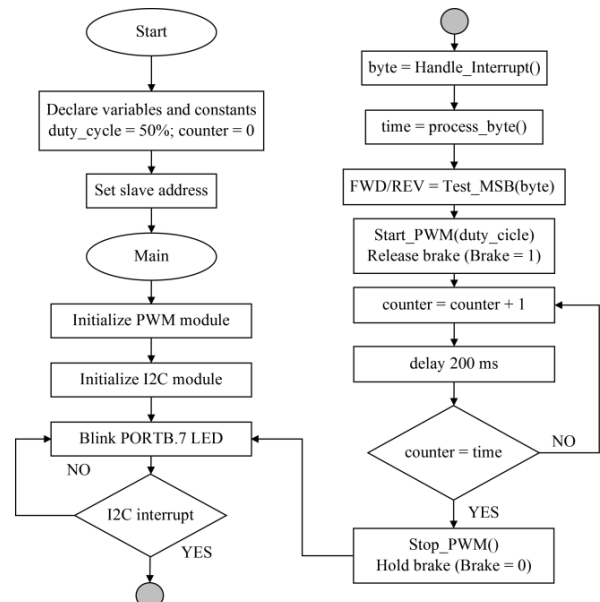 Start
Declare variables and constants
duty_cycle = 50%; counter = 0
Set slave address
Main
Initialize PWM module
Initialize I2C module
Blink PORTB.7 LED
NO
I2C interrupt
YES
byte = Handle_Interrupt()
time = process_byte()
FWD/REV = Test_MSB(byte)
Start_PWM(duty_cicle)
Release brake (Brake = 1)
counter = counter + 1
delay 200 ms
counter = time
NO
YES
Stop_PWM()
Hold brake (Brake = 0)